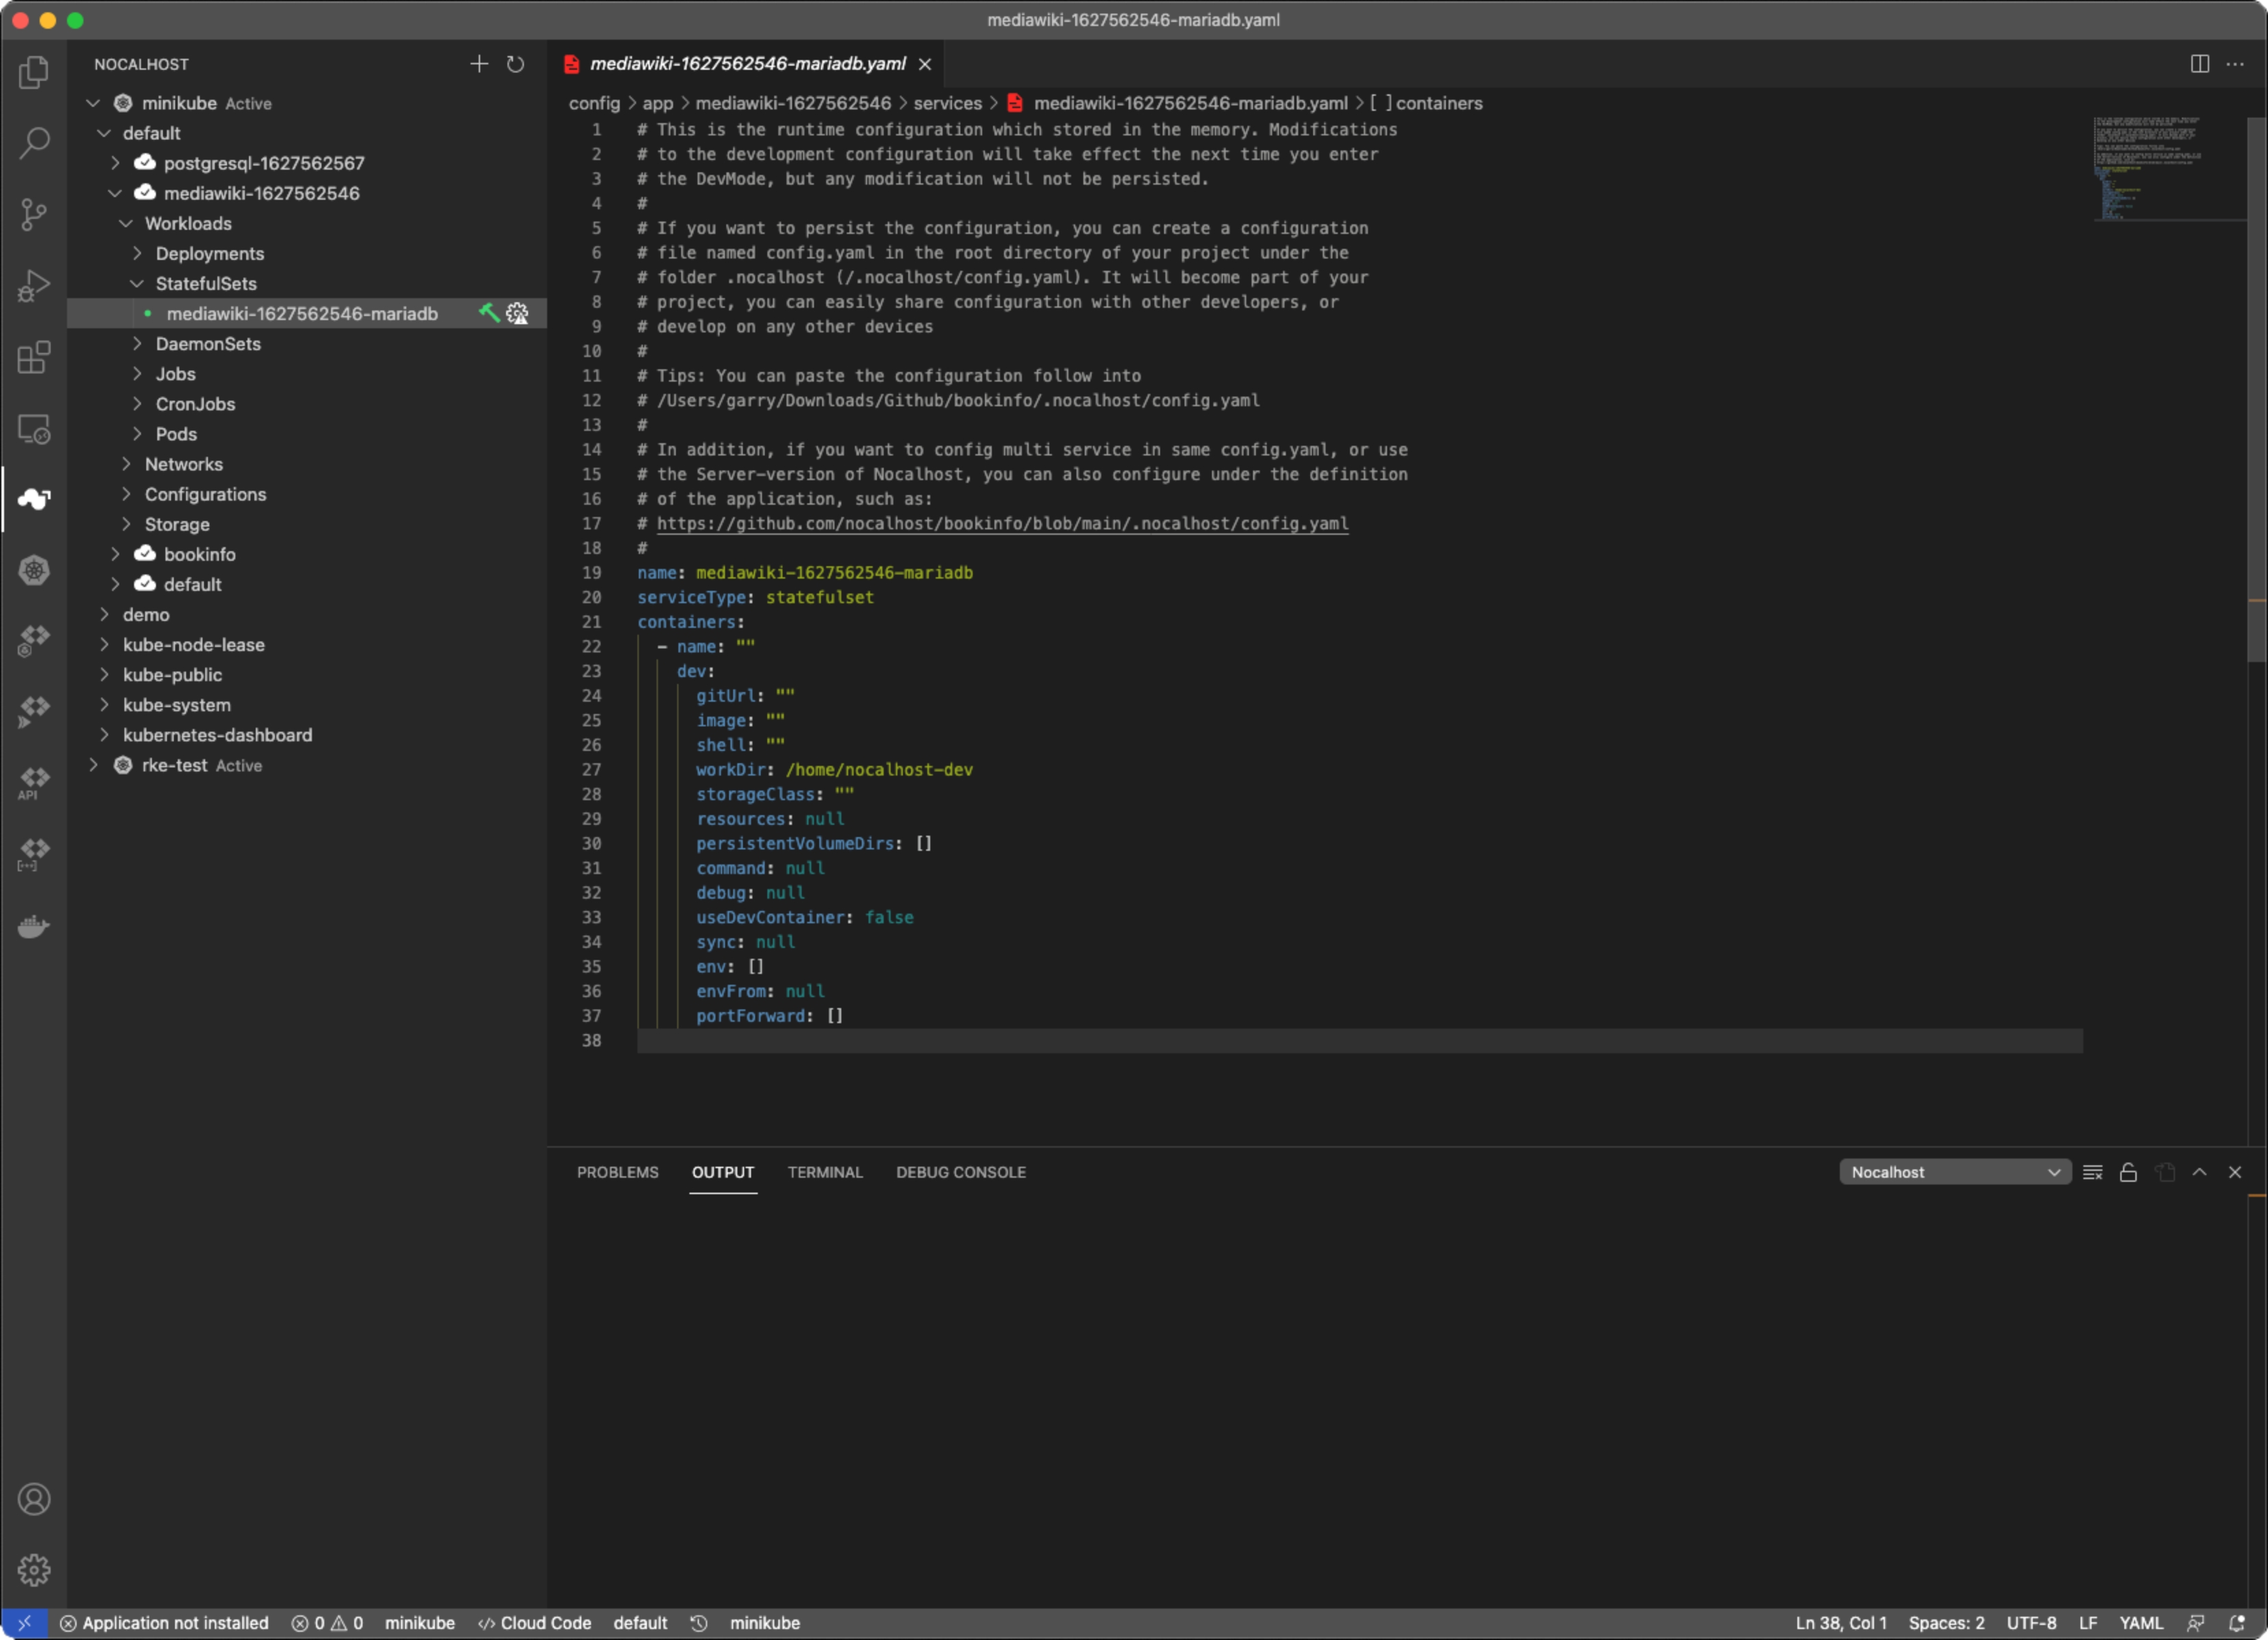 mediawiki-1627562546-mariadb.yaml
NOCALHOST
minikube Active
default
postgresql-1627562567
mediawiki-1627562546
Workloads
Deployments
StatefulSets
mediawiki-1627562546-mariadb
DaemonSets
Jobs
CronJobs
Pods
Networks
Configurations
Storage
bookinfo
default
demo
kube-node-lease
kube-public
kube-system
kubernetes-dashboard
rke-test Active
API
mediawiki-1627562546-mariadb.yaml
config > app > mediawiki-1627562546 > services > mediawiki-1627562546-mariadb.yaml > [ ] containers
1 # This is the runtime configuration which stored in the memory. Modifications
2 # to the development configuration will take effect the next time you enter
3 # the DevMode, but any modification will not be persisted.
4 #
5 # If you want to persist the configuration, you can create a configuration
6 # file named config.yaml in the root directory of your project under the
7 # folder .nocalhost (/.nocalhost/config.yaml). It will become part of your
8 # project, you can easily share configuration with other developers, or
9 # develop on any other devices
10 #
11 # Tips: You can paste the configuration follow into
12 # /Users/garry/Downloads/Github/bookinfo/.nocalhost/config.yaml
13 #
14 # In addition, if you want to config multi service in same config.yaml, or use
15 # the Server-version of Nocalhost, you can also configure under the definition
16 # of the application, such as:
17 # https://github.com/nocalhost/bookinfo/blob/main/.nocalhost/config.yaml
18 #
19 name: mediawiki-1627562546-mariadb
20 serviceType: statefulset
21 containers:
22 - name: ""
23 dev:
24 gitUrl: ""
25 image: ""
26 shell: ""
27 workDir: /home/nocalhost-dev
28 storageClass: ""
29 resources: null
30 persistentVolumeDirs: []
31 command: null
32 debug: null
33 useDevContainer: false
34 sync: null
35 env: []
36 envFrom: null
37 portForward: []
38
PROBLEMS OUTPUT TERMINAL DEBUG CONSOLE Nocalhost
Application not installed 0 0 minikube Cloud Code default minikube Ln 38, Col 1 Spaces: 2 UTF-8 LF YAML